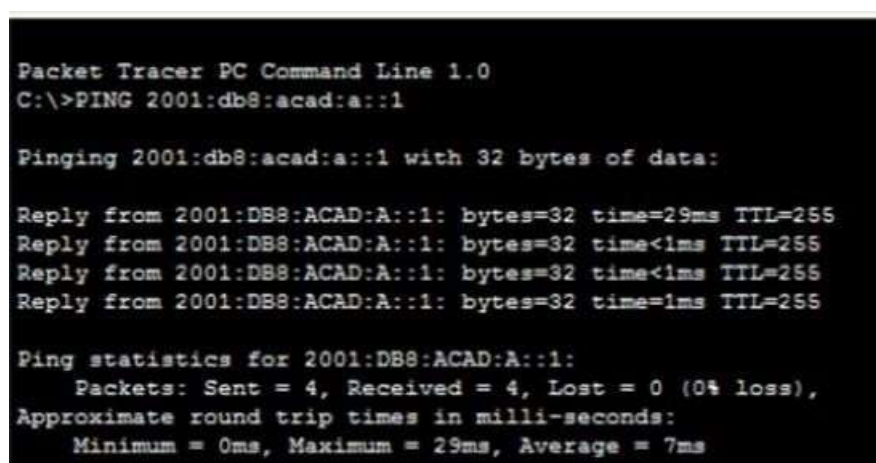 Packet Tracer PC Command Line 1.0
C:\>PING 2001:db8:acad:a::1
Pinging 2001:db8:acad:a::1 with 32 bytes of data:
Reply from 2001:DB8:ACAD:A::1: bytes=32 time=29ms TTL=255
Reply from 2001:DB8:ACAD:A::1: bytes=32 time<1ms TTL=255
Reply from 2001:DB8:ACAD:A::1: bytes=32 time<1ms TTL=255
Reply from 2001:DB8:ACAD:A::1: bytes=32 time=1ms TTL=255
Ping statistics for 2001:DB8:ACAD:A::1:
Packets: Sent = 4, Received = 4, Lost = 0 (0% loss),
Approximate round trip times in milli-seconds:
Minimum = 0ms, Maximum = 29ms, Average = 7ms